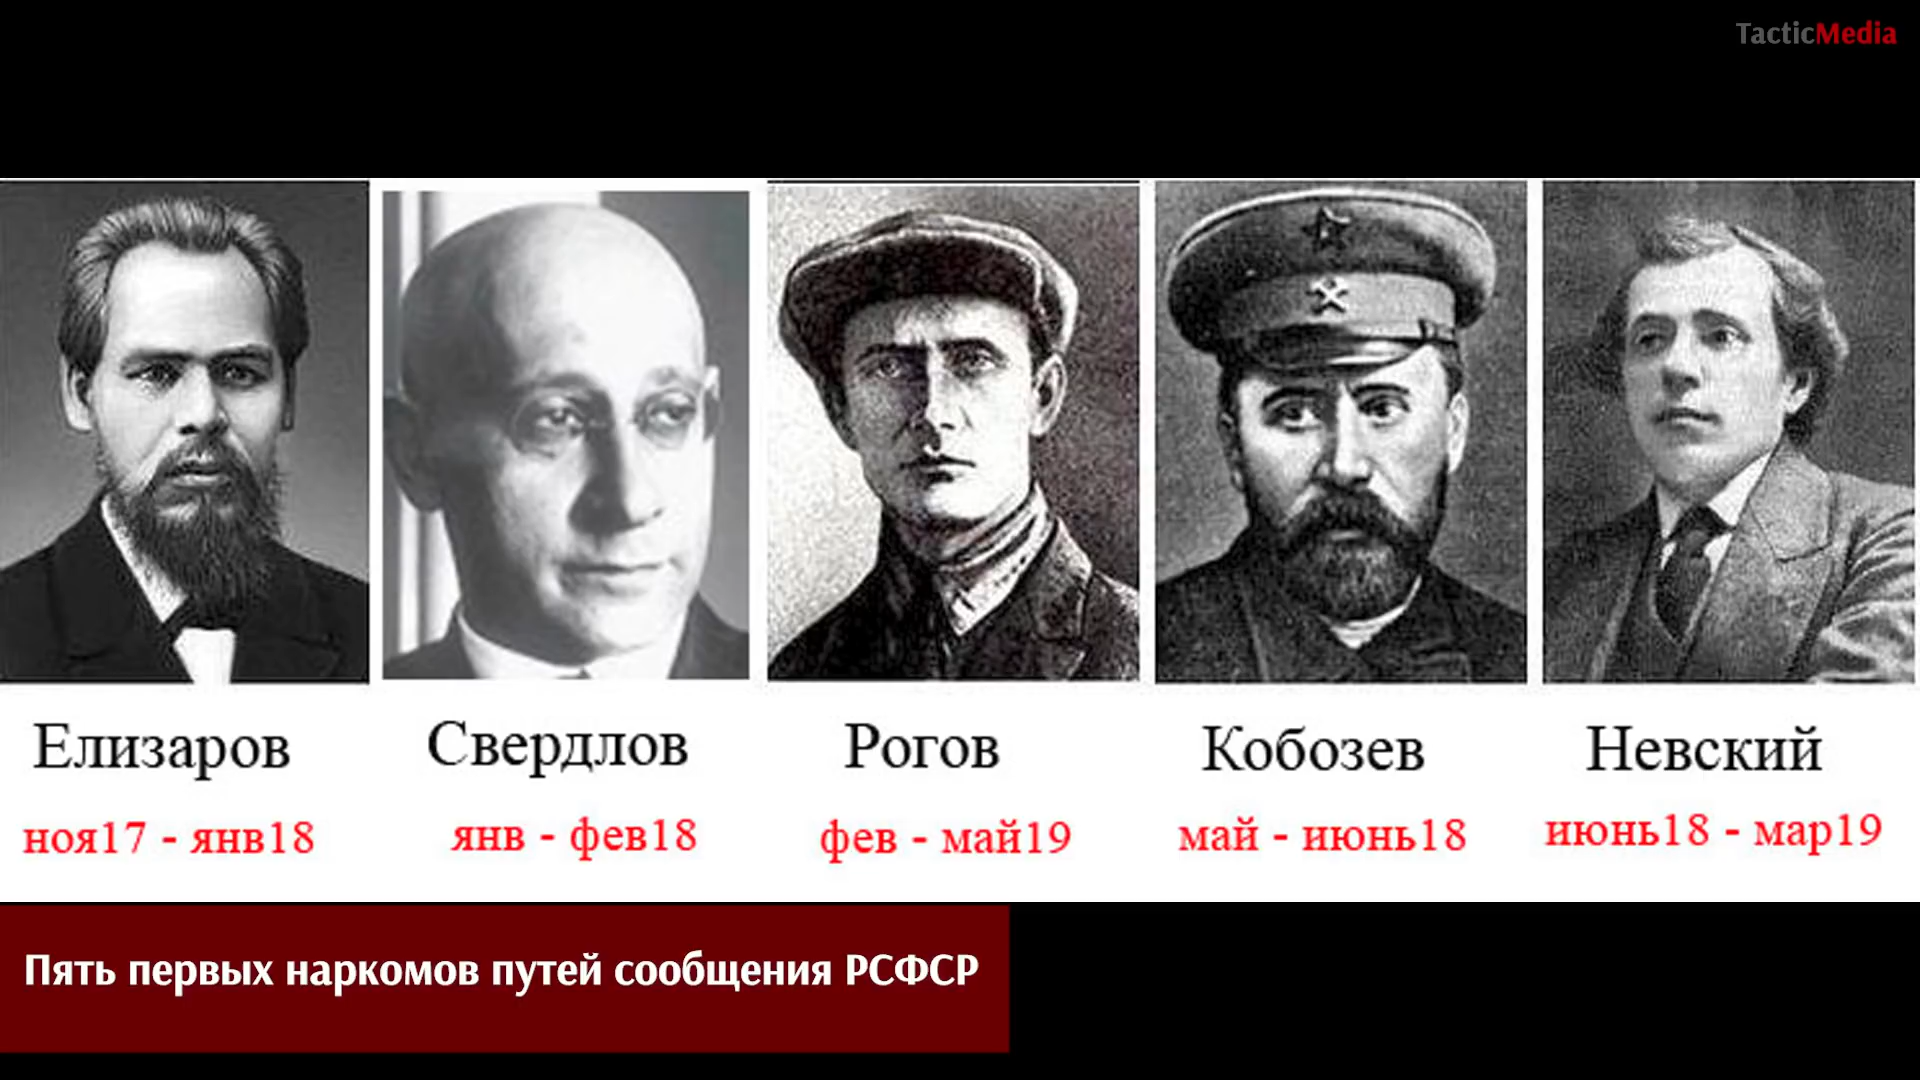 TacticMedia
Елизаров Свердлов Рогов Кобозев Невский
ноя17 - янв18 янв - фев18 фев - май19 май - июнь18 июнь18 - мар19
Пять первых наркомов путей сообщения РСФСР